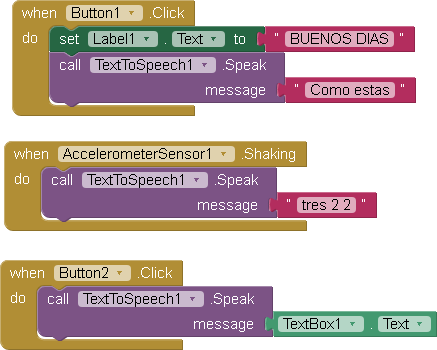 when Button1 .Click
do set Label1 . Text to " BUENOS DIAS "
call TextToSpeech1 .Speak
message " Como estas "
when AccelerometerSensor1 .Shaking
do call TextToSpeech1 .Speak
message " tres 2 2 "
when Button2 .Click
do call TextToSpeech1 .Speak
message TextBox1 . Text